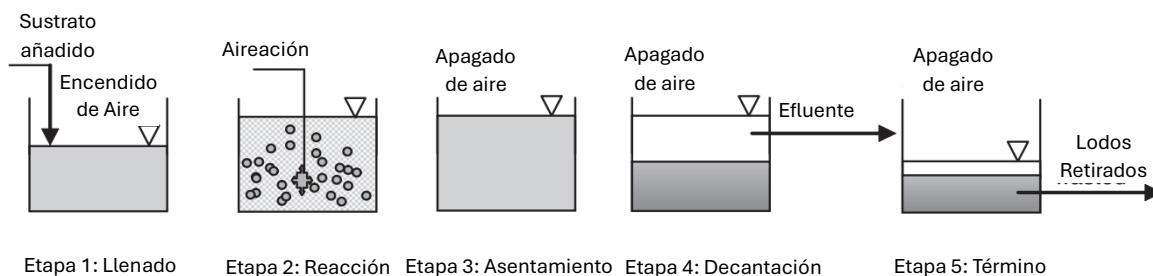 Sustrato
añadido
Encendido
de Aire
Aireación
Apagado
de aire
Apagado
de aire
Efluente
Apagado
de aire
Lodos
Retirados
Etapa 1: Llenado
Etapa 2: Reacción
Etapa 3: Asentamiento
Etapa 4: Decantación
Etapa 5: Término